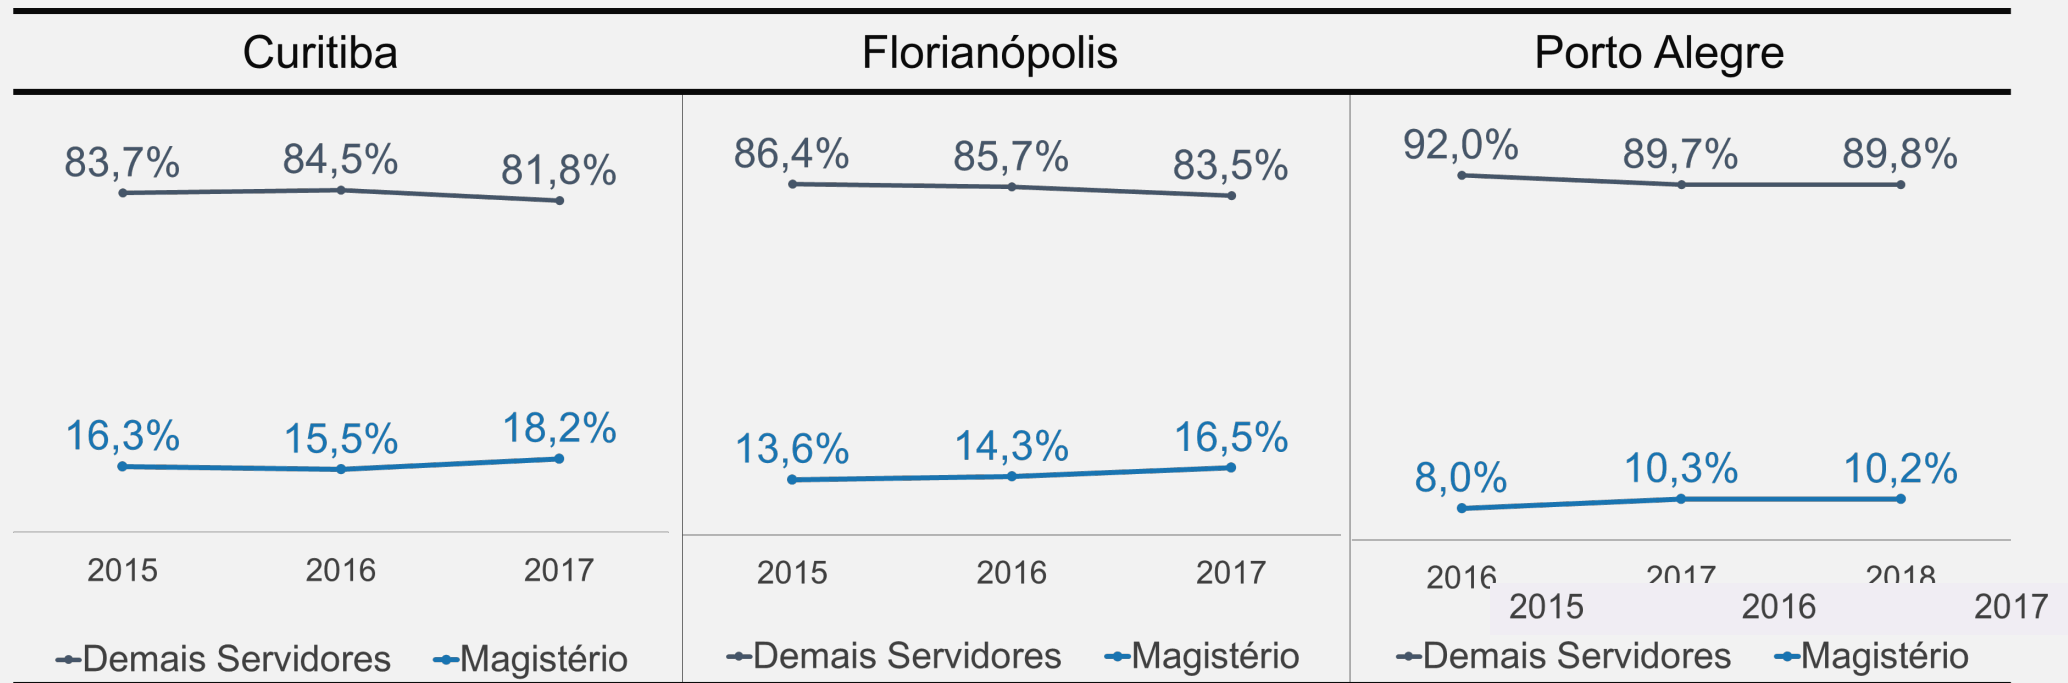 Curitiba
Florianópolis
Porto Alegre
83,7% 84,5% 81,8%
16,3% 15,5% 18,2%
2015 2016 2017
Demais Servidores Magistério
86,4% 85,7% 83,5%
13,6% 14,3% 16,5%
2015 2016 2017
Demais Servidores Magistério
92,0% 89,7% 89,8%
8,0% 10,3% 10,2%
2016 2017 2018
2015 2016 2017
Demais Servidores Magistério